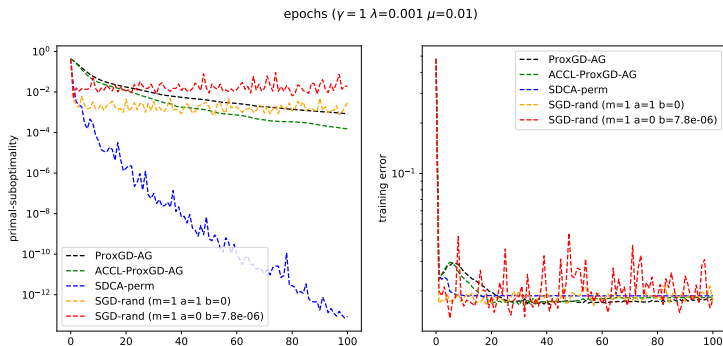 epochs (γ = 1 λ=0.001 μ=0.01)
primal-suboptimality
10⁰
10⁻²
10⁻⁴
10⁻⁶
10⁻⁸
10⁻¹⁰
10⁻¹²
0 20 40 60 80 100
ProxGD-AG
ACCL-ProxGD-AG
SDCA-perm
SGD-rand (m=1 a=1 b=0)
SGD-rand (m=1 a=0 b=7.8e-06)
training error
10⁻¹
0 20 40 60 80 100
ProxGD-AG
ACCL-ProxGD-AG
SDCA-perm
SGD-rand (m=1 a=1 b=0)
SGD-rand (m=1 a=0 b=7.8e-06)